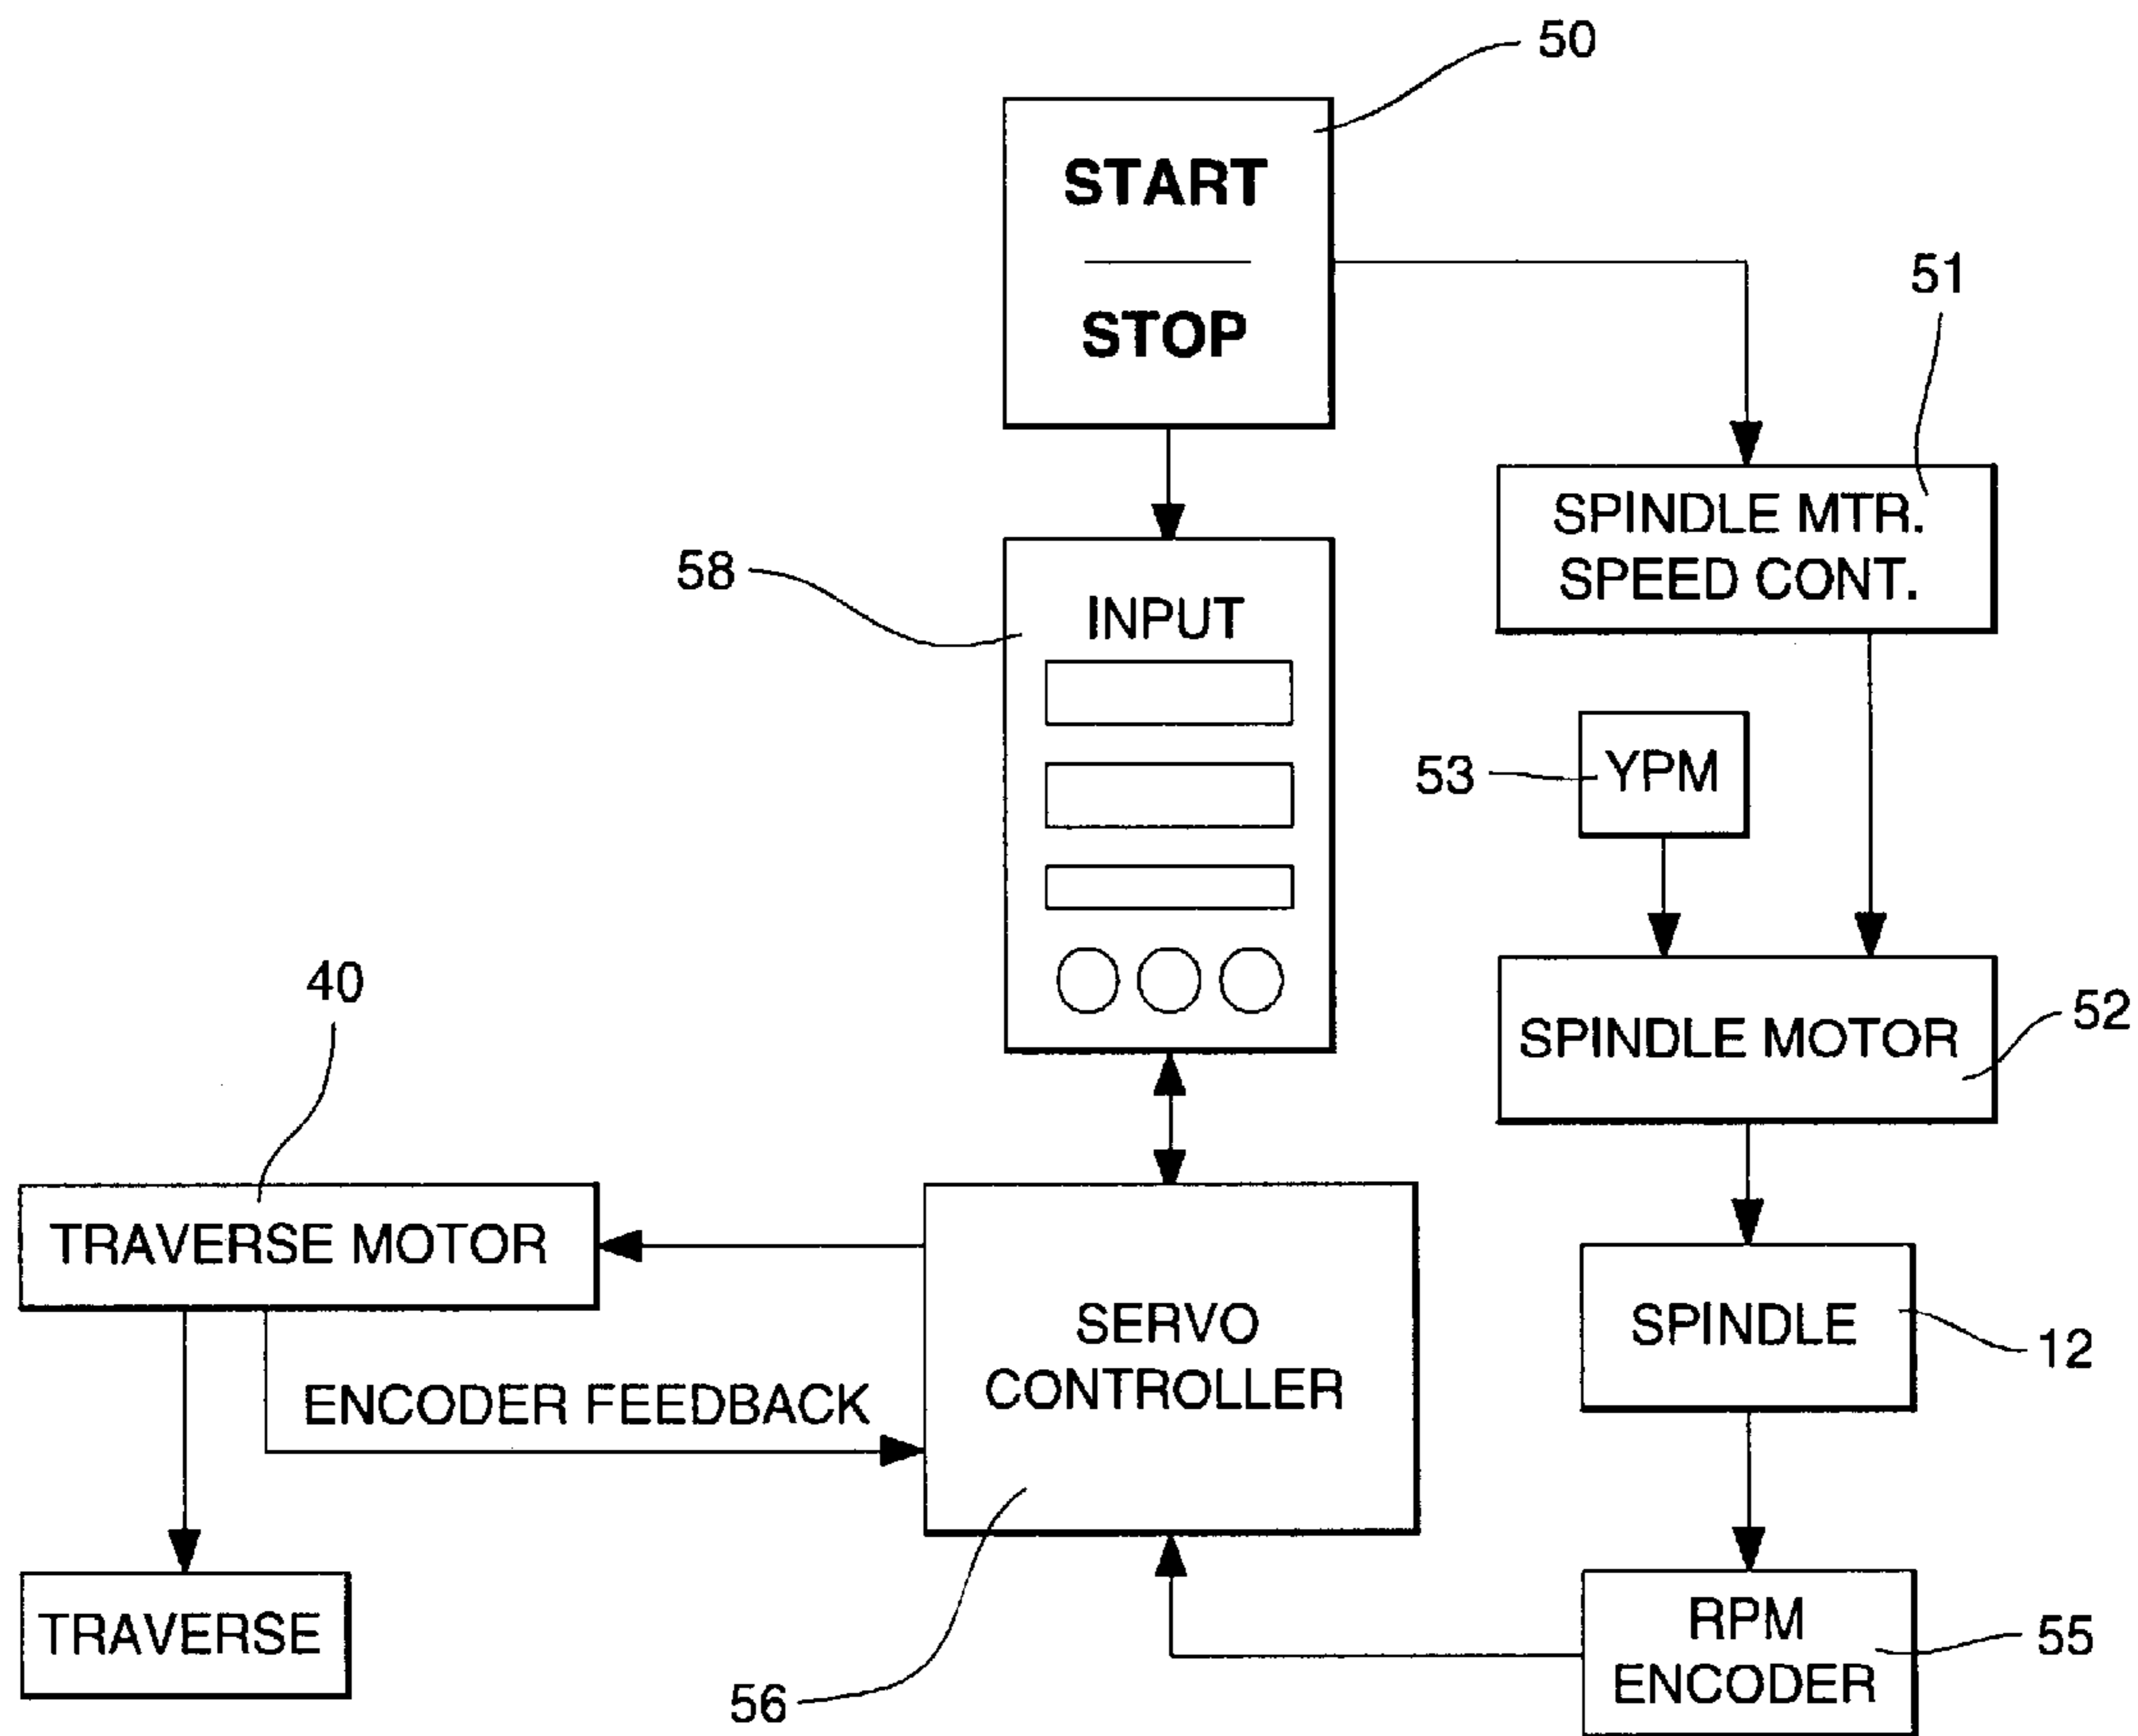 50
START
STOP
51
SPINDLE MTR.
SPEED CONT.
58
INPUT
53
YPM
40
52
SPINDLE MOTOR
TRAVERSE MOTOR
SERVO
CONTROLLER
SPINDLE
12
ENCODER FEEDBACK
TRAVERSE
56
RPM
ENCODER
55